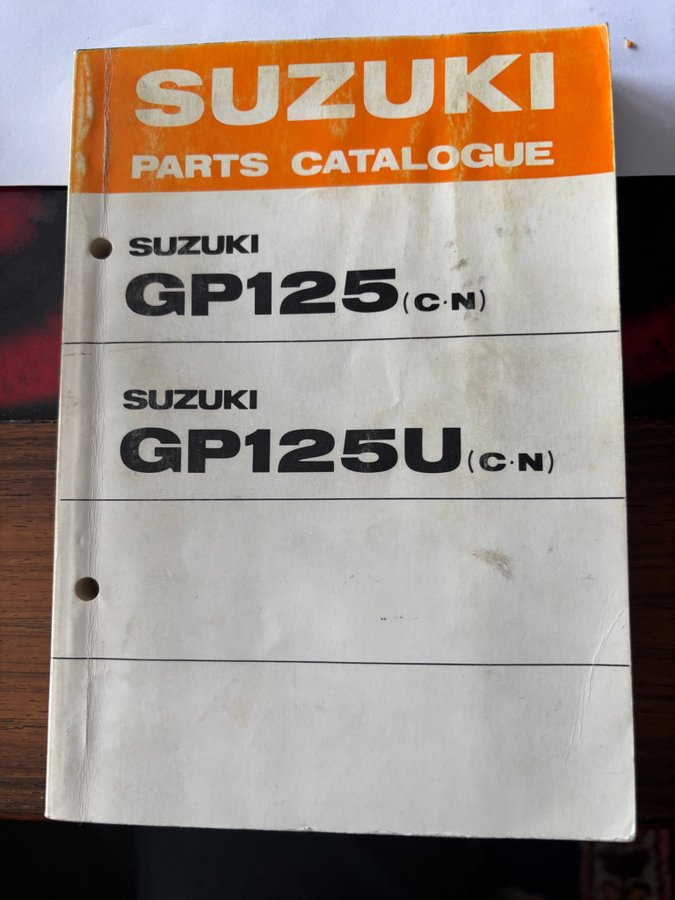 SUZUKI
PARTS CATALOGUE
SUZUKI
GP125 (C·N)
SUZUKI
GP125U (C·N)